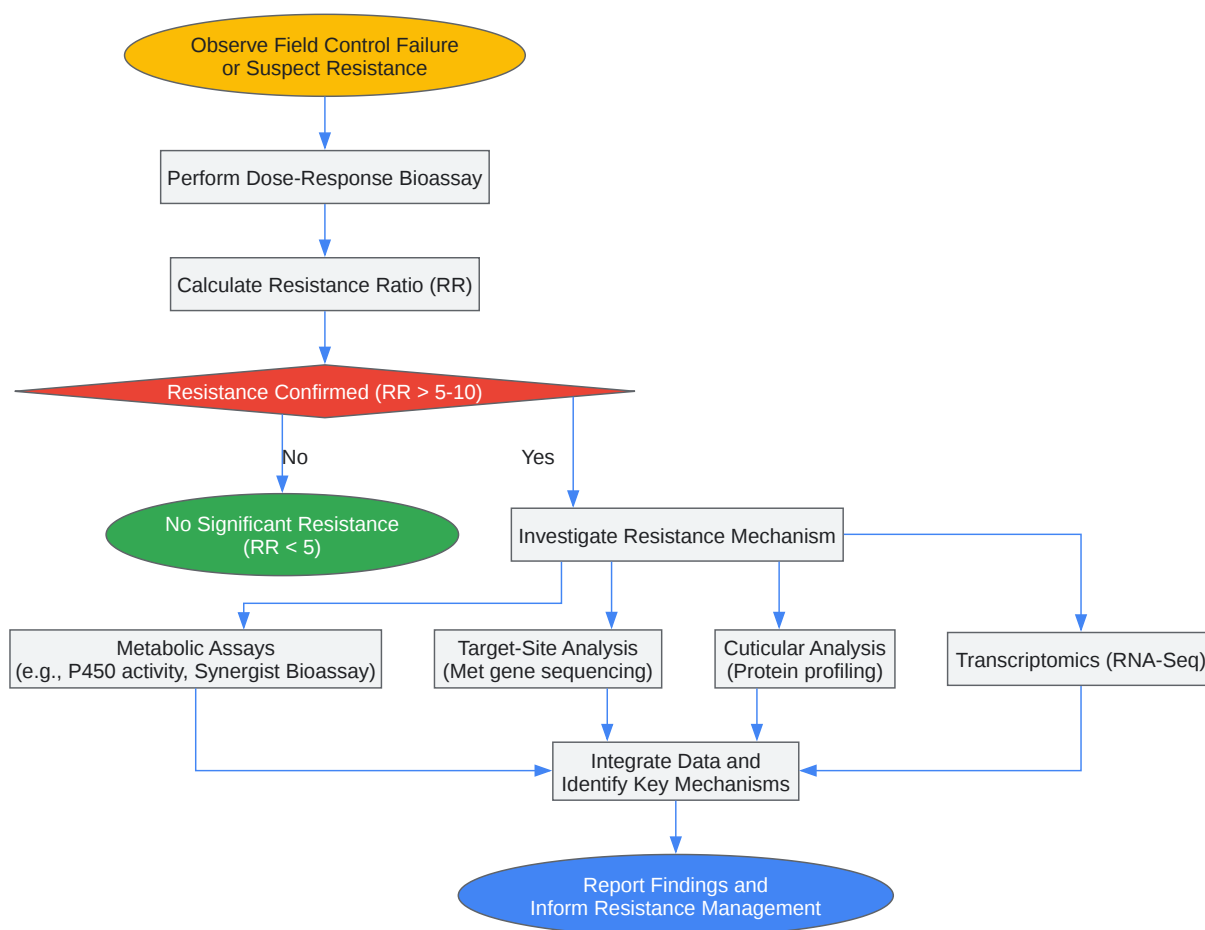 Observe Field Control Failure
or Suspect Resistance
Perform Dose-Response Bioassay
Calculate Resistance Ratio (RR)
Resistance Confirmed (RR > 5-10)
No
Yes
No Significant Resistance
(RR < 5)
Investigate Resistance Mechanism
Metabolic Assays
(e.g., P450 activity, Synergist Bioassay)
Target-Site Analysis
(Met gene sequencing)
Cuticular Analysis
(Protein profiling)
Transcriptomics (RNA-Seq)
Integrate Data and
Identify Key Mechanisms
Report Findings and
Inform Resistance Management